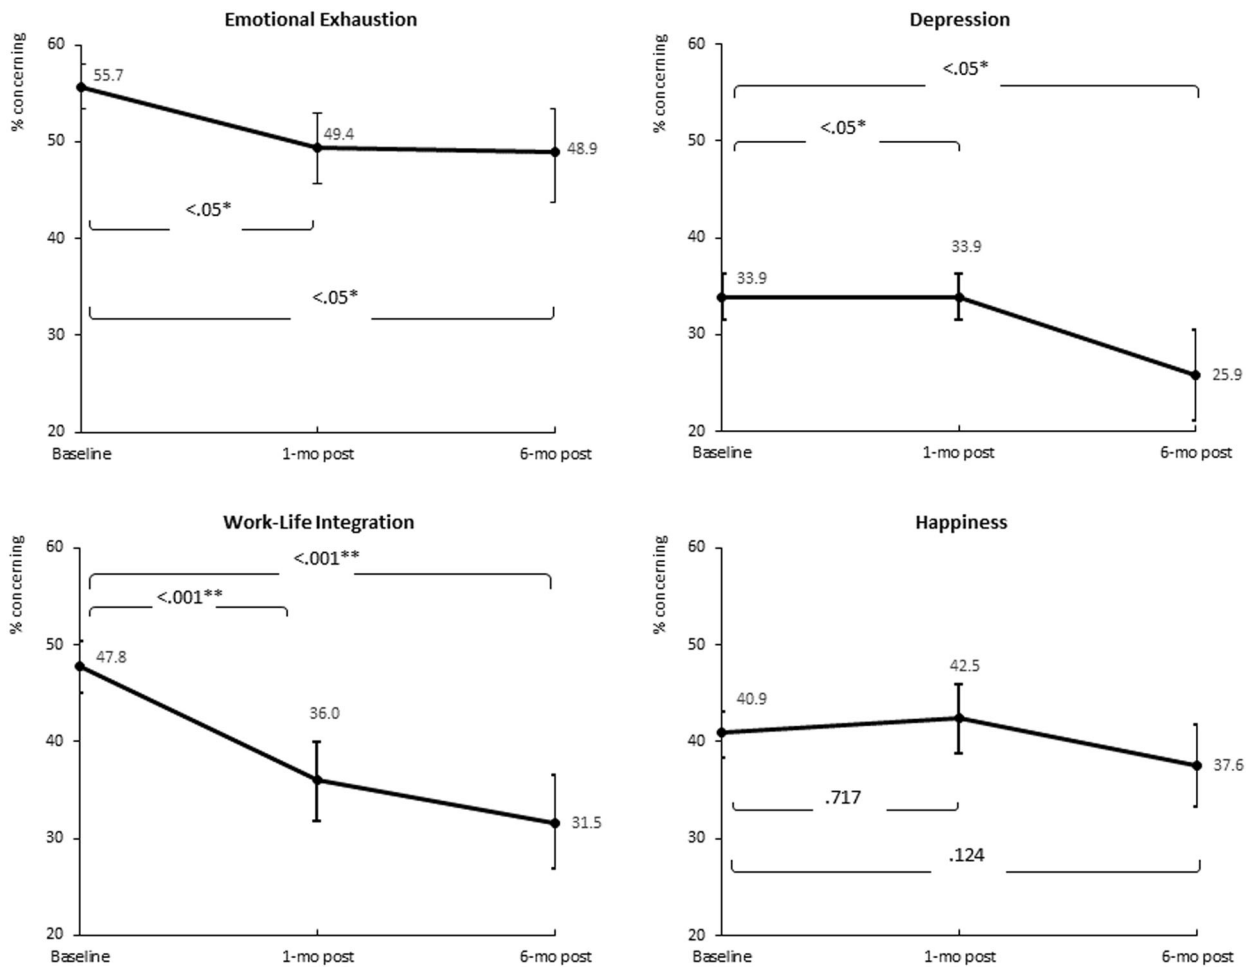 Emotional Exhaustion
% concerning
60
50
40
30
20
55.7
49.4
48.9
<.05*
<.05*
Baseline
1-mo post
6-mo post
Depression
% concerning
60
50
40
30
20
<.05*
<.05*
33.9
33.9
25.9
Baseline
1-mo post
6-mo post
Work-Life Integration
% concerning
60
50
40
30
20
<.001**
<.001**
47.8
36.0
31.5
Baseline
1-mo post
6-mo post
Happiness
% concerning
60
50
40
30
20
40.9
42.5
37.6
.717
.124
Baseline
1-mo post
6-mo post